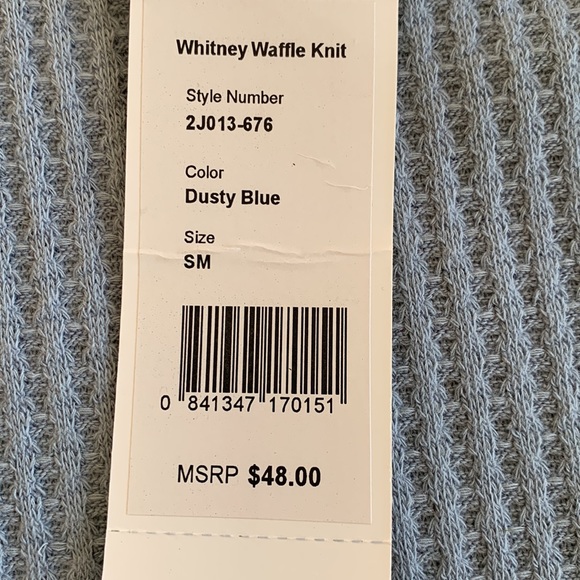 Whitney Waffle Knit
Style Number
2J013-676
Color
Dusty Blue
Size
SM
0 841347 170151
MSRP $48.00